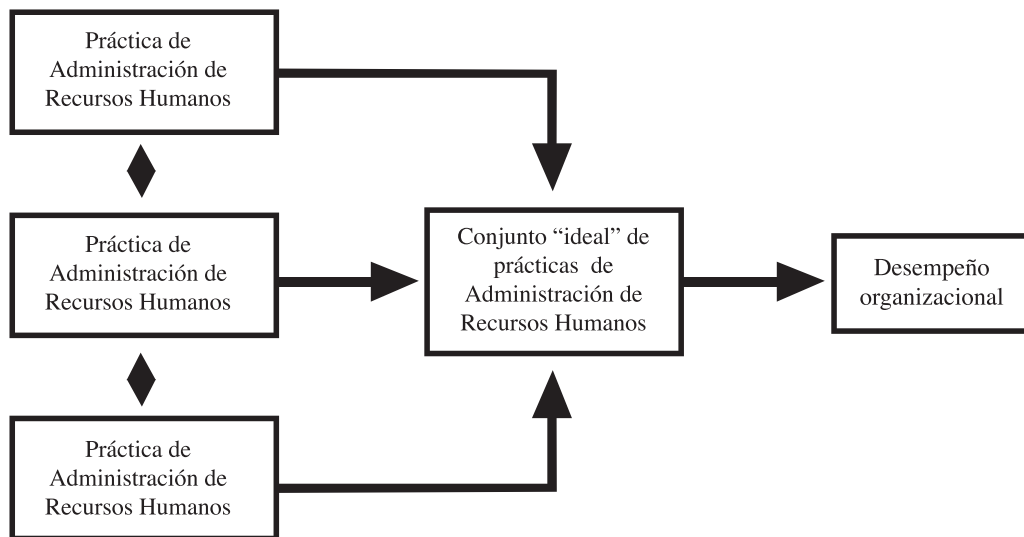 Práctica de
Administración de
Recursos Humanos
Práctica de
Administración de
Recursos Humanos
Práctica de
Administración de
Recursos Humanos
Conjunto “ideal” de
prácticas de
Administración de
Recursos Humanos
Desempeño
organizacional